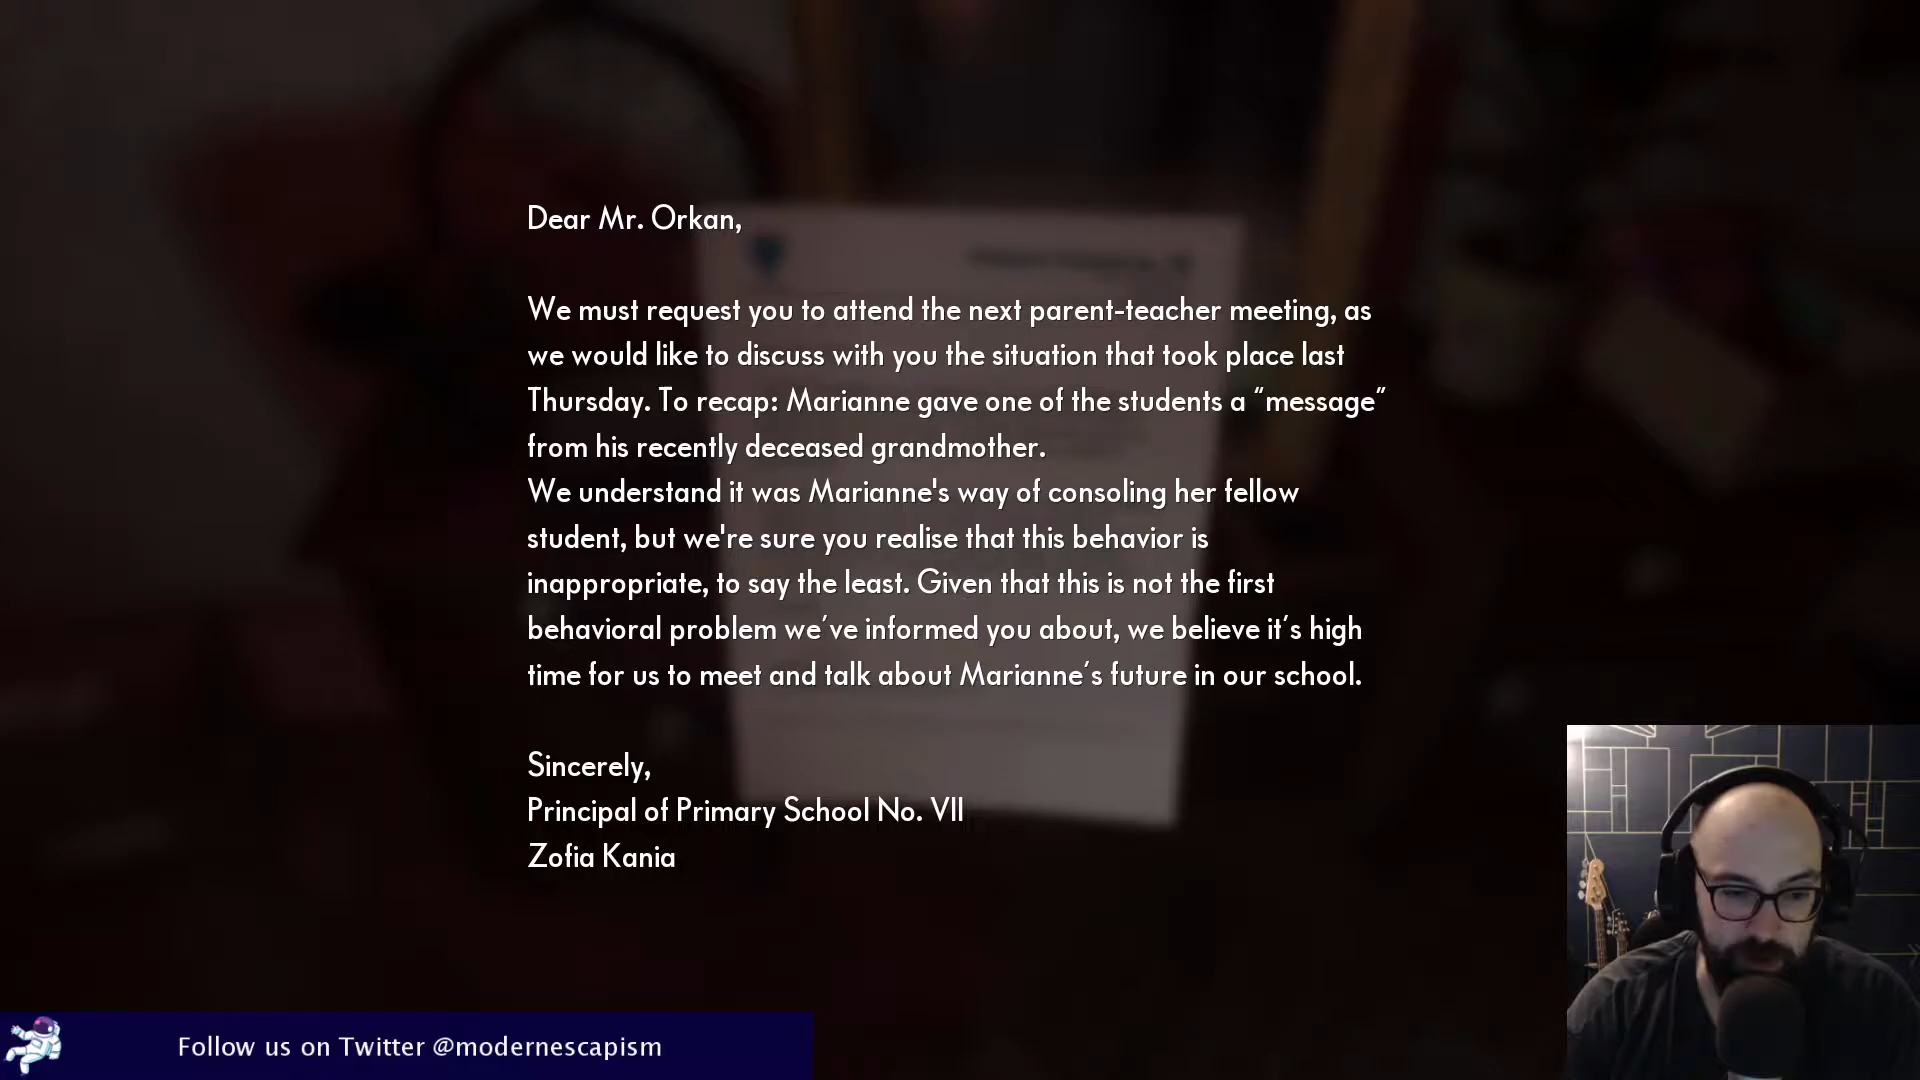 Dear Mr. Orkan,
We must request you to attend the next parent-teacher meeting, as
we would like to discuss with you the situation that took place last
Thursday. To recap: Marianne gave one of the students a “message”
from his recently deceased grandmother.
We understand it was Marianne's way of consoling her fellow
student, but we're sure you realise that this behavior is
inappropriate, to say the least. Given that this is not the first
behavioral problem we’ve informed you about, we believe it’s high
time for us to meet and talk about Marianne’s future in our school.
Sincerely,
Principal of Primary School No. VII
Zofia Kania
Follow us on Twitter @modernescapism